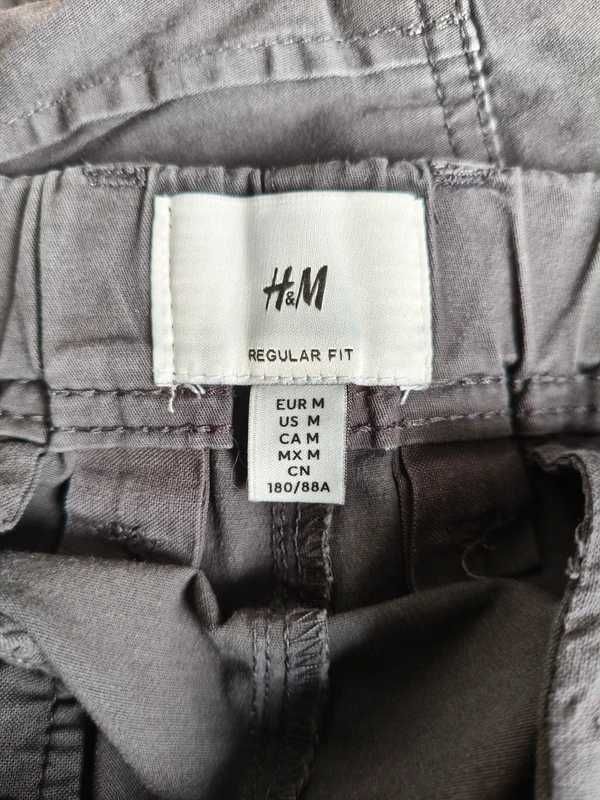 H&M
REGULAR FIT
EUR M
US M
CA M
MX M
CN
180/88A